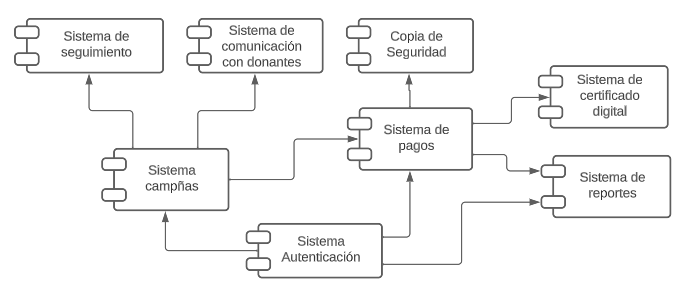 Sistema de
seguimiento
Sistema de
comunicación
con donantes
Copia de
Seguridad
Sistema de
certificado
digital
Sistema de
pagos
Sistema
campñas
Sistema de
reportes
Sistema
Autenticación